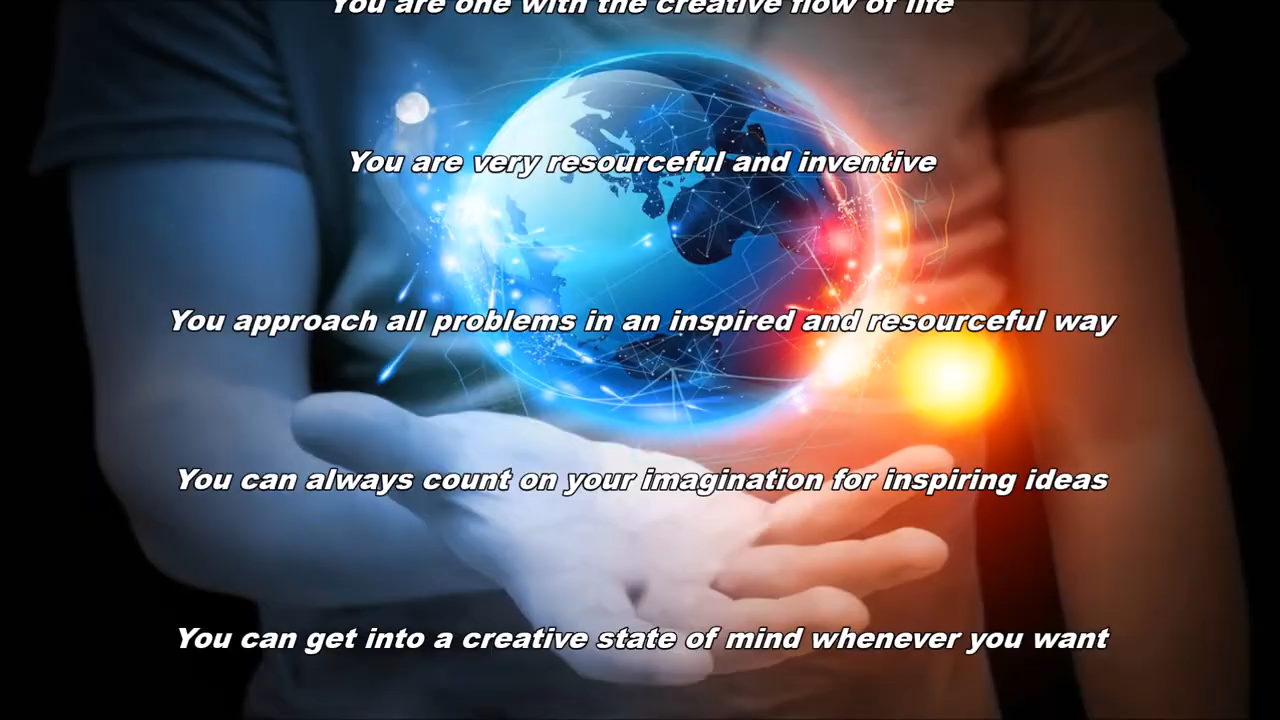 You are one with the creative flow of life
You are very resourceful and inventive
You approach all problems in an inspired and resourceful way
You can always count on your imagination for inspiring ideas
You can get into a creative state of mind whenever you want